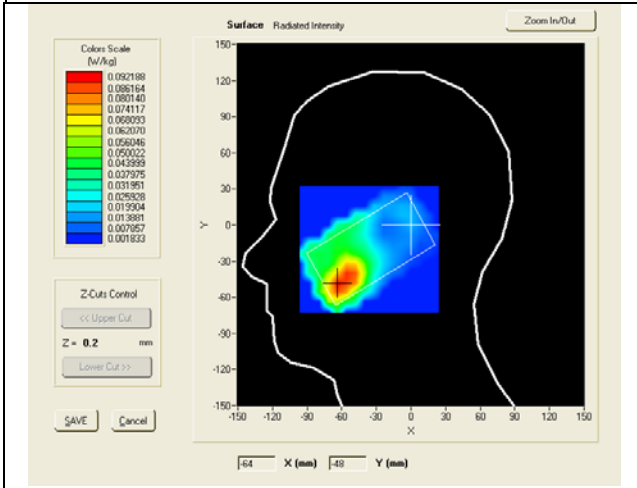 Surface Radiated Intensity
Zoom In/Out
Colors Scale
(W/kg)
0.092188
0.086164
0.080140
0.074117
0.068093
0.062070
0.056046
0.050022
0.043999
0.037975
0.031951
0.025928
0.019904
0.013881
0.007857
0.001833
Z-Cuts Control
<< Upper Cut
Z = 0.2 mm
Lower Cut >>
SAVE Cancel
150
120
90
60
30
0
-30
-60
-90
-120
-150
Y
-150 -120 -90 -60 -30 0 30 60 90 120 150
X
-64 X (mm) -48 Y (mm)